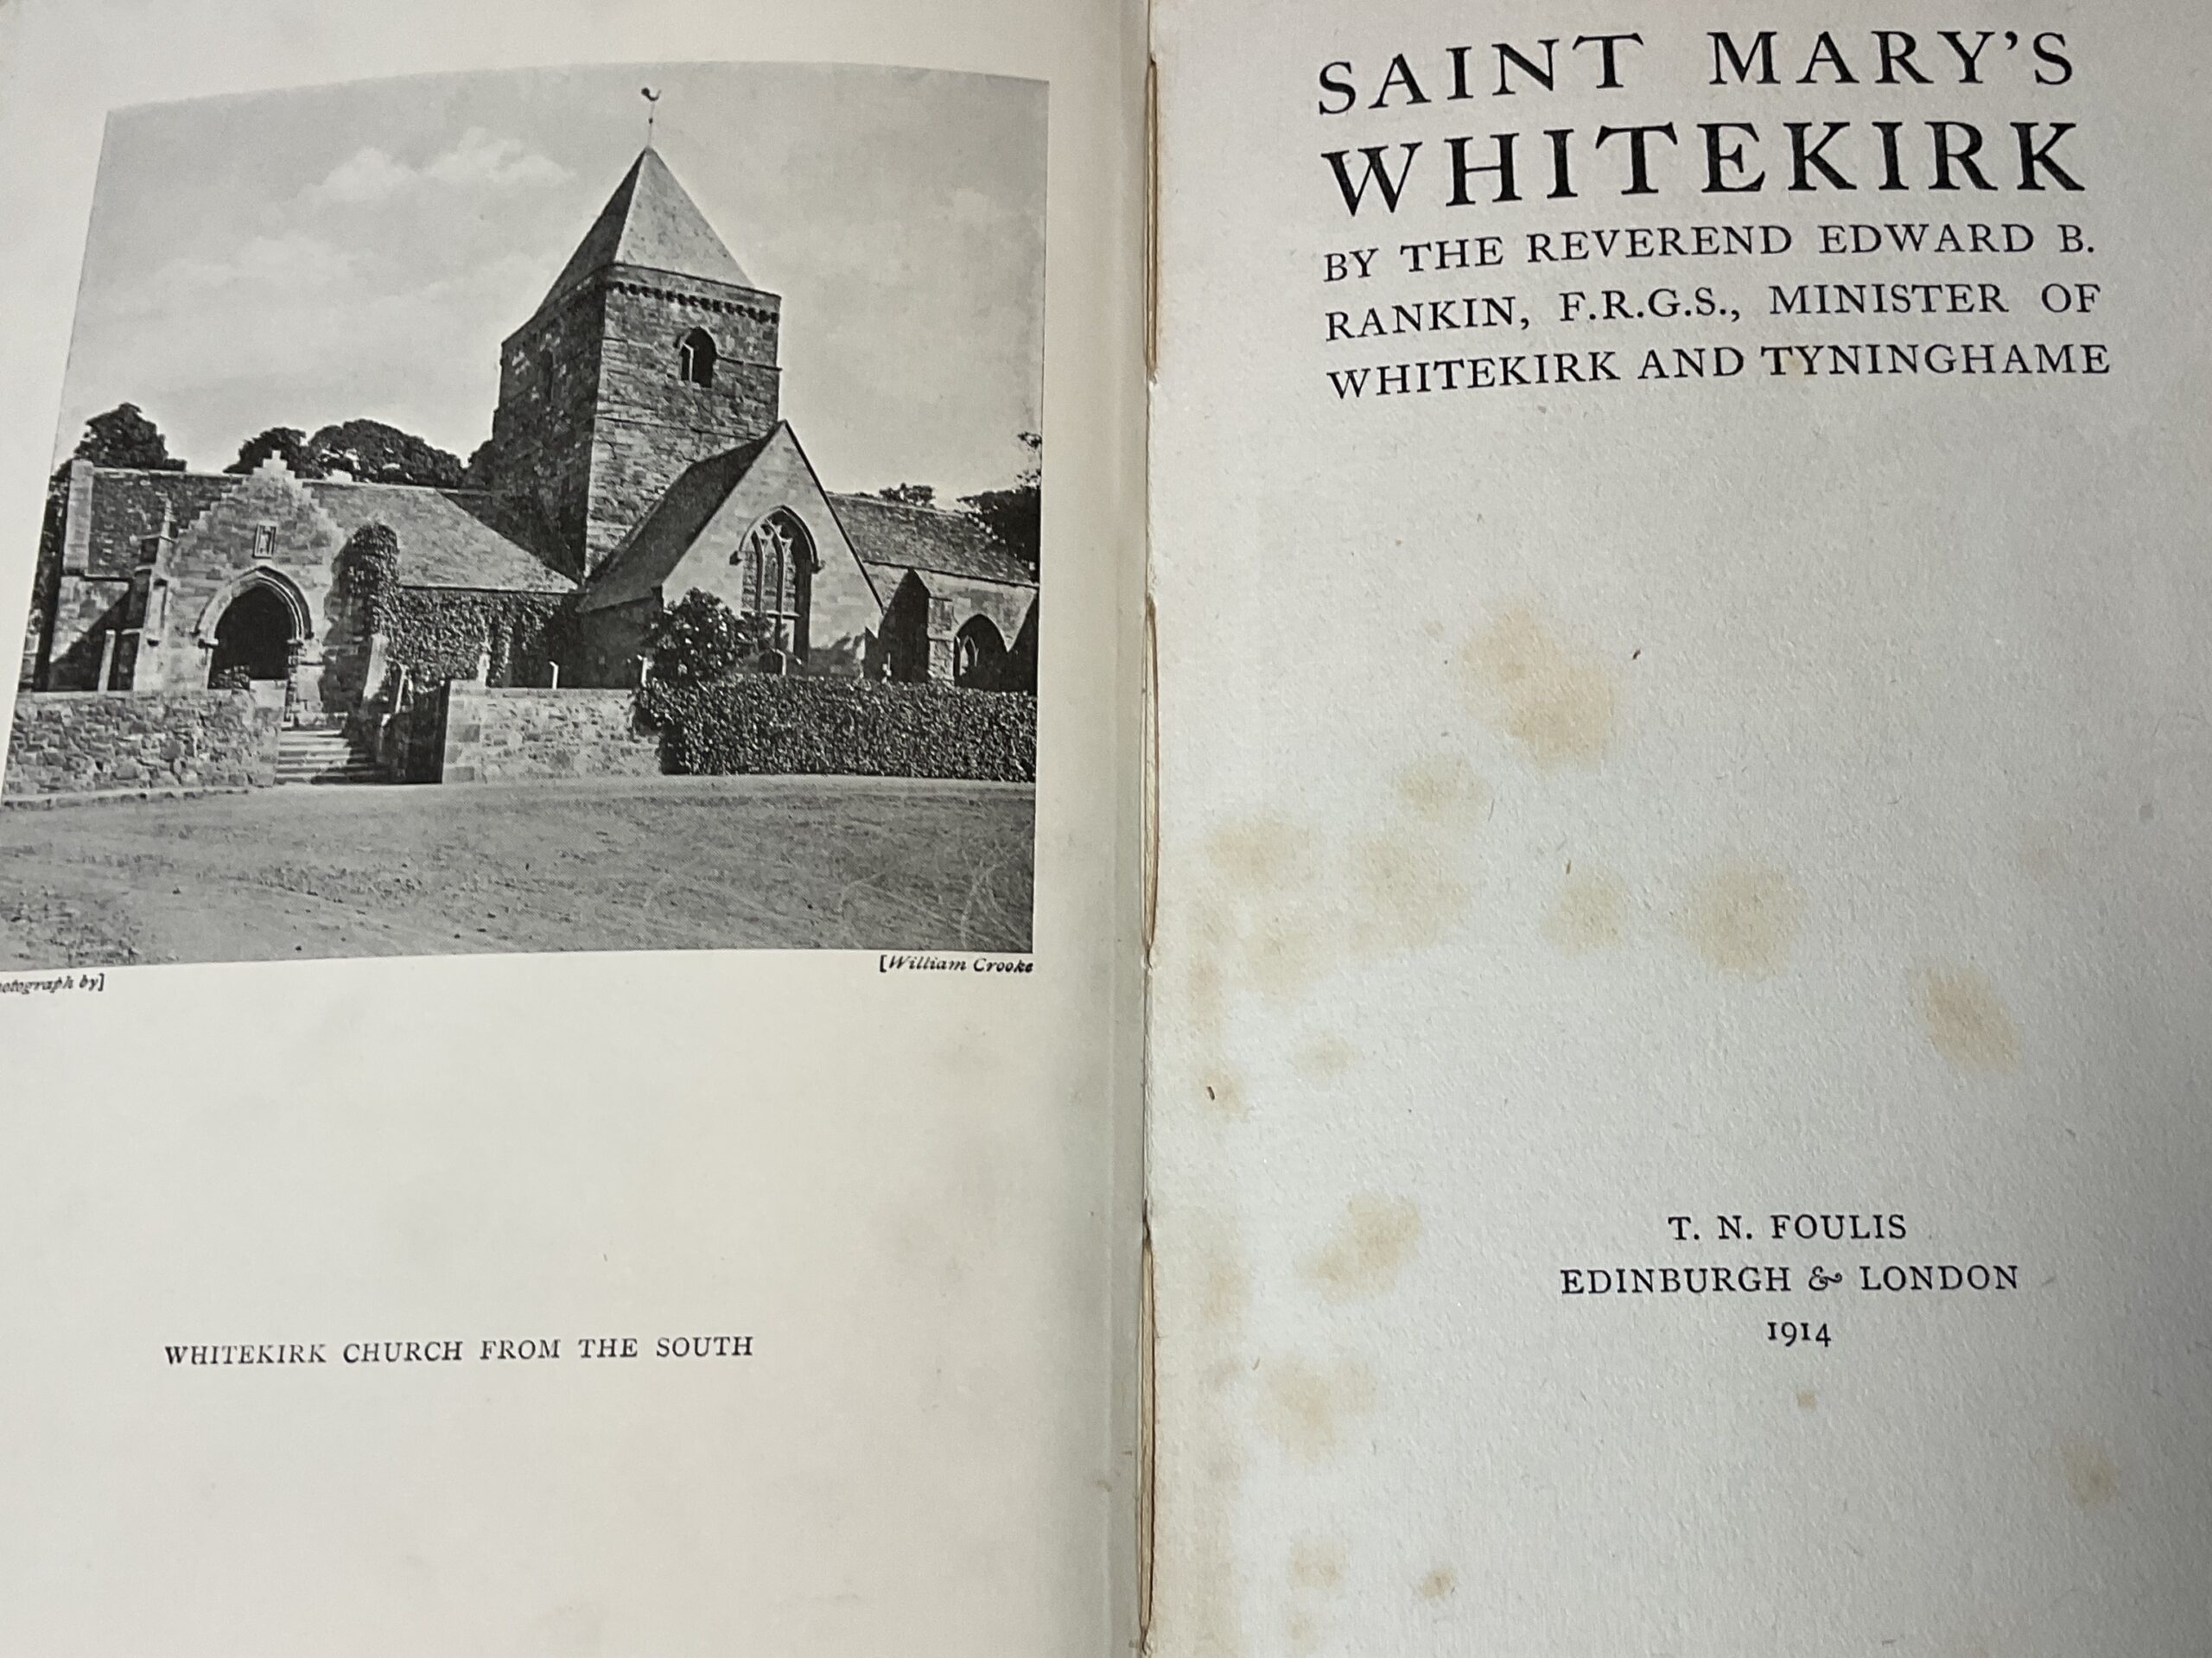 [William Crooke
WHITEKIRK CHURCH FROM THE SOUTH
SAINT MARY'S
WHITEKIRK
BY THE REVEREND EDWARD B.
RANKIN, F.R.G.S., MINISTER OF
WHITEKIRK AND TYNINGHAME
T. N. FOULIS
EDINBURGH & LONDON
1914
by]